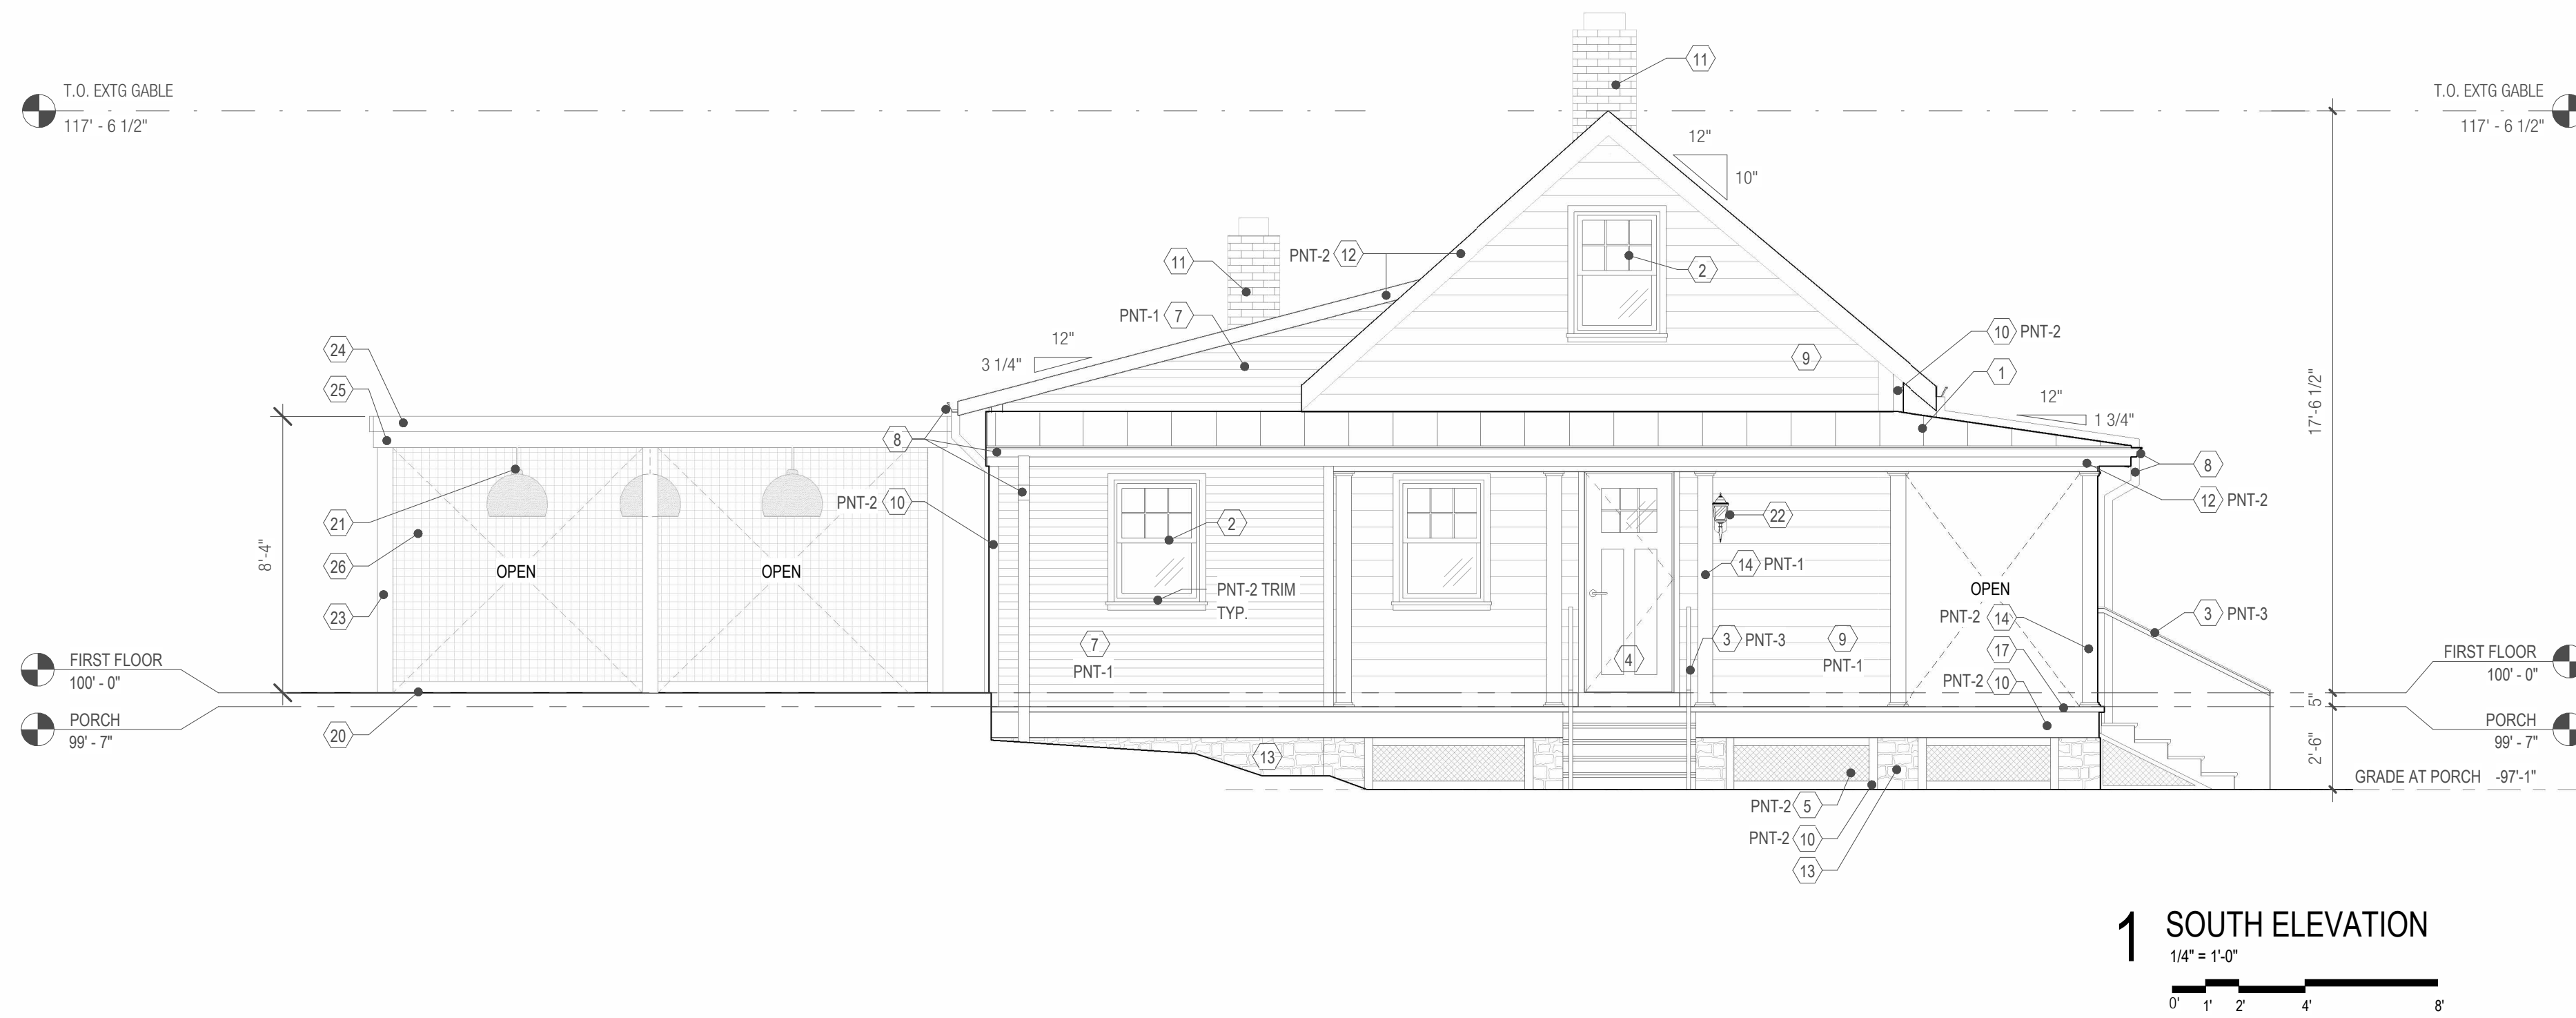 11
T.O. EXTG GABLE
117' - 6 1/2"
T.O. EXTG GABLE
117' - 6 1/2"
12"
10"
11
PNT-2 12
2
PNT-1 7
12"
3 1/4"
10 PNT-2
9
1
24
25
12"
1 3/4"
17'-6 1/2"
8
8
PNT-2 10
12 PNT-2
21
2
22
8'-4"
26
OPEN
OPEN
14 PNT-1
PNT-2 TRIM
TYP.
OPEN
23
PNT-2 14
3 PNT-3
7
PNT-1
4
3 PNT-3
9
PNT-1
17
PNT-2 10
FIRST FLOOR
100' - 0"
FIRST FLOOR
100' - 0"
5"
PORCH
99' - 7"
20
13
2'-6"
PORCH
99' - 7"
GRADE AT PORCH -97'-1"
PNT-2 5
PNT-2 10
13
1 SOUTH ELEVATION
1/4" = 1'-0"
0' 1' 2' 4' 8'